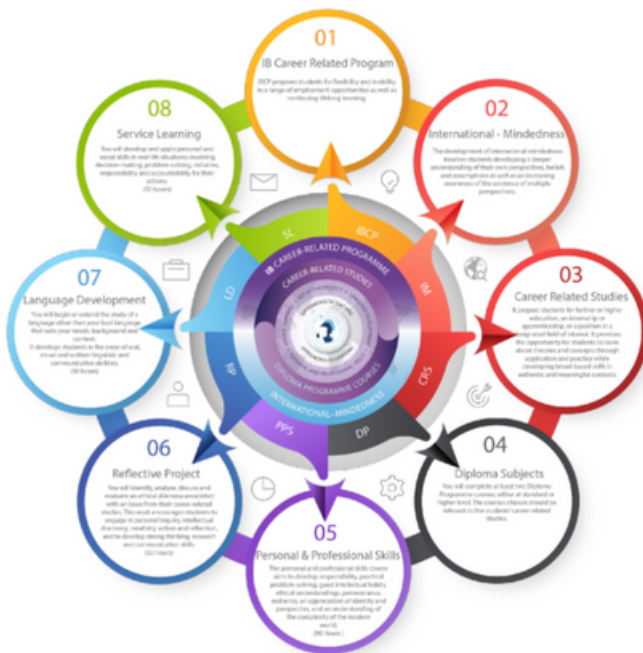 01
IB Career Related Program
IBCP prepares students for flexibility and mobility
in a range of employment opportunities as well as
continuing lifelong learning.
02
International - Mindedness
The development of international mindedness
involves students developing a deeper
understanding of their own perspectives, beliefs
and assumptions as well as an increasing
awareness of the existence of multiple
perspectives.
03
Career Related Studies
It prepares students for further or higher
education, an internship or
apprenticeship, or a position in a
designated field of interest. It provides
the opportunity for students to learn
about theories and concepts through
application and practice while
developing broad-based skills in
authentic and meaningful contexts.
04
Diploma Subjects
You will complete at least two Diploma
Programme courses, either at standard or
higher level. The courses chosen should be
relevant to the students' career-related
studies.
05
Personal & Professional Skills
The personal and professional skills course
aims to develop responsibility, practical
problem-solving, good intellectual habits,
ethical understandings, perseverance,
resilience, an appreciation of identity and
perspective, and an understanding of
the complexity of the modern
world.
(90 hours)
06
Reflective Project
You will identify, analyse, discuss and
evaluate an ethical dilemma associated
with an issue from their career-related
studies. This work encourages students to
engage in personal inquiry, intellectual
discovery, creativity, action and reflection,
and to develop strong thinking, research
and communication skills.
(50 hours)
07
Language Development
You will begin or extend the study of a
language other than your best language
that suits your needs, background and
context.
It develops students in the areas of oral,
visual and written linguistic and
communication abilities.
(50 hours)
08
Service Learning
You will develop and apply personal and
social skills in real-life situations involving
decision-making, problem-solving, initiative,
responsibility and accountability for their
actions.
(50 hours)
IBCP
IM
CRS
DP
PPS
RP
LD
SL
IB CAREER-RELATED PROGRAMME
CAREER-RELATED STUDIES
DIPLOMA PROGRAMME COURSES
INTERNATIONAL-MINDEDNESS